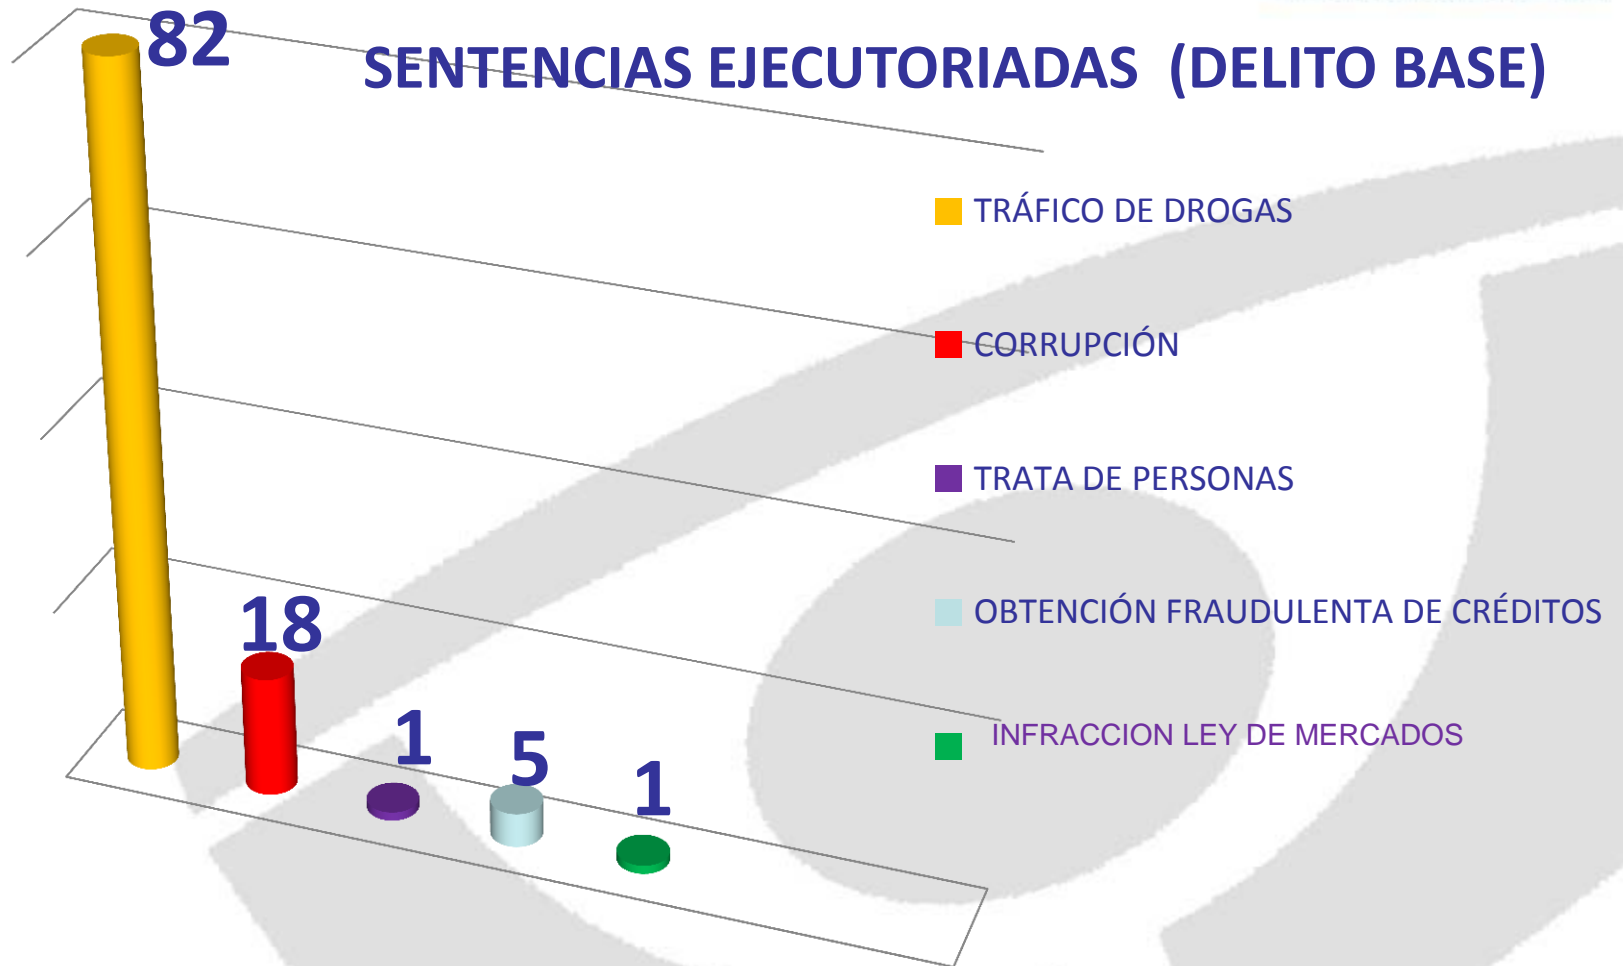 82
SENTENCIAS EJECUTORIADAS (DELITO BASE)
TRÁFICO DE DROGAS
CORRUPCIÓN
TRATA DE PERSONAS
OBTENCIÓN FRAUDULENTA DE CRÉDITOS
INFRACCION LEY DE MERCADOS
18
1
5
1